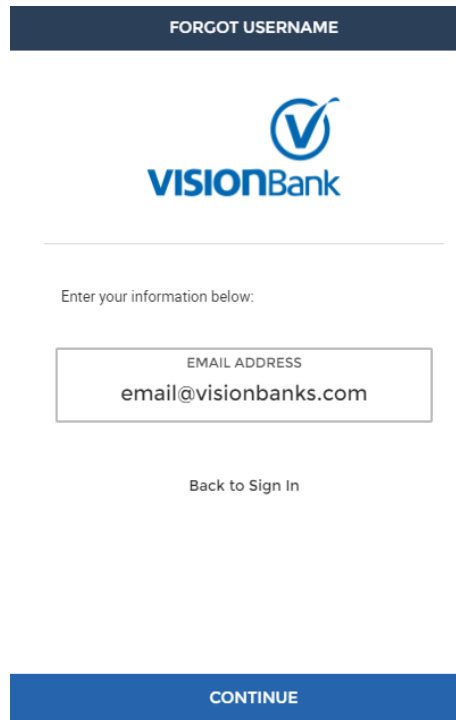 FORGOT USERNAME
VISIONBank
Enter your information below:
EMAIL ADDRESS
email@visionbanks.com
Back to Sign In
CONTINUE